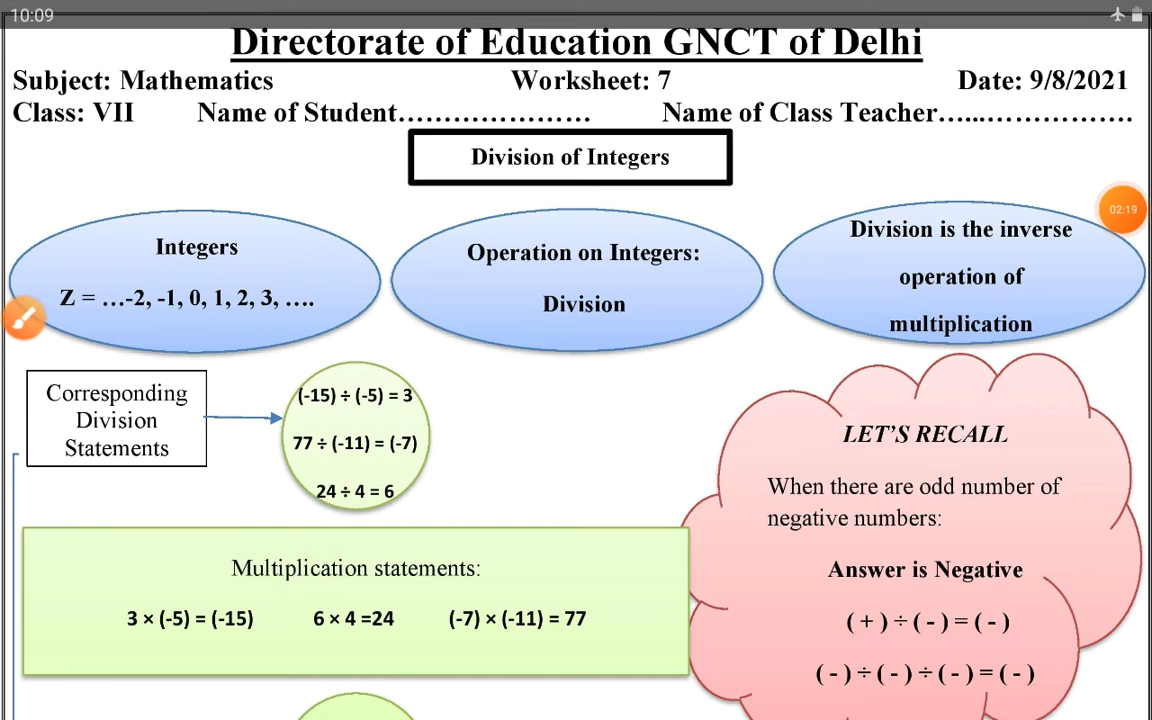 10:09
Directorate of Education GNCT of Delhi
Subject: Mathematics Worksheet: 7 Date: 9/8/2021
Class: VII Name of Student………………… Name of Class Teacher…...…………….
Division of Integers
Integers
Z = …-2, -1, 0, 1, 2, 3, ….
Operation on Integers:
Division
Division is the inverse
operation of
multiplication
02:19
Corresponding
Division
Statements
(-15) ÷ (-5) = 3
77 ÷ (-11) = (-7)
24 ÷ 4 = 6
LET’S RECALL
When there are odd number of
negative numbers:
Answer is Negative
( + ) ÷ ( - ) = ( - )
( - ) ÷ ( - ) ÷ ( - ) = ( - )
Multiplication statements:
3 × (-5) = (-15) 6 × 4 =24 (-7) × (-11) = 77